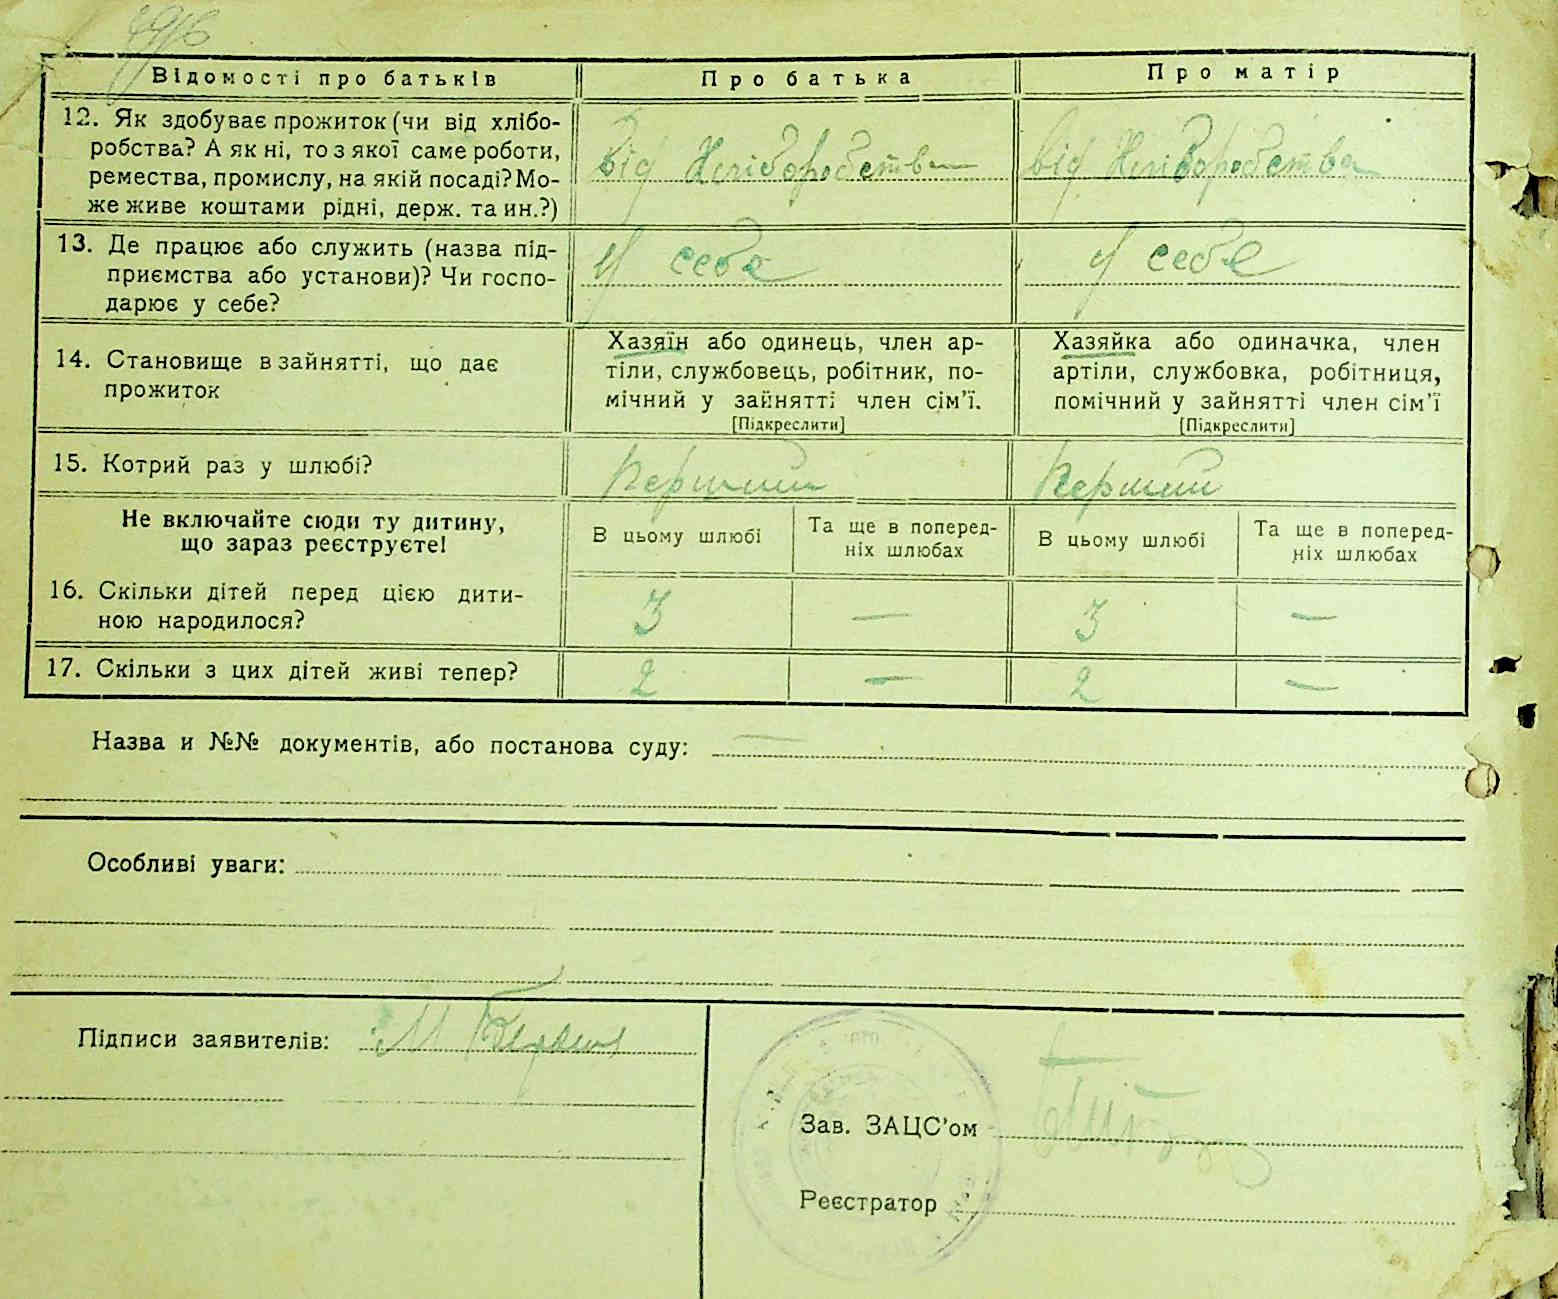 Відомості про батьків
Про батька
Про матір
12. Як здобуває прожиток (чи від хлібо-
робства? А як ні, то з якої саме роботи,
ремества, промислу, на якій посаді? Мо-
же живе коштами рідні, держ. та ин.?)
Від Хліборобства
Від Хліборобства
13. Де працює або служить (назва під-
приємства або установи)? Чи госпо-
дарює у себе?
У себе
У себе
14. Становище в зайнятті, що дає
прожиток
Хазяїн або одинець, член ар-
тіли, службовець, робітник, по-
мічний у зайнятті член сім'ї.
[Підкреслити]
Хазяйка або одиначка, член
артіли, службовка, робітниця,
помічний у зайнятті член сім'ї
[Підкреслити]
15. Котрий раз у шлюбі?
Перший
Перший
Не включайте сюди ту дитину,
що зараз реєструєте!
В цьому шлюбі
Та ще в поперед-
ніх шлюбах
В цьому шлюбі
Та ще в поперед-
ніх шлюбах
16. Скільки дітей перед цією дити-
ною народилося?
3
—
3
—
17. Скільки з цих дітей живі тепер?
2
—
2
—
Назва и №№ документів, або постанова суду: —
Особливі уваги:
Підписи заявителів:
Зав. ЗАЦС'ом
Реєстратор